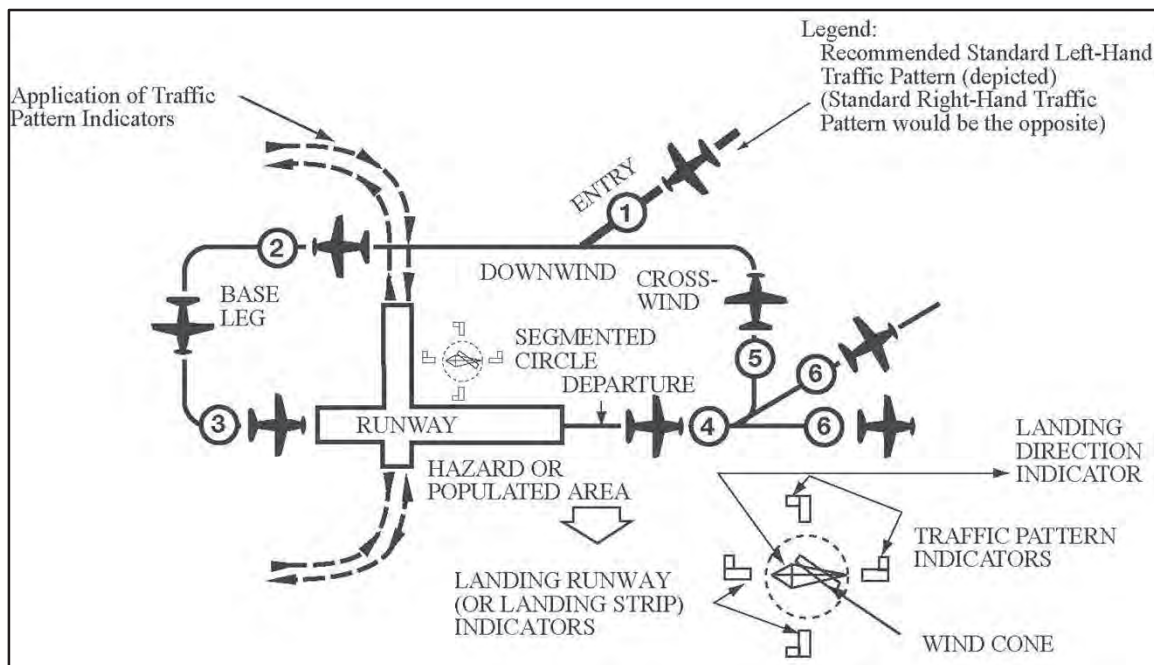 Legend:
Recommended Standard Left-Hand
Traffic Pattern (depicted)
(Standard Right-Hand Traffic
Pattern would be the opposite)
Application of Traffic
Pattern Indicators
ENTRY
1
2
DOWNWIND
CROSS-
WIND
BASE
LEG
SEGMENTED
CIRCLE
5
6
DEPARTURE
3
RUNWAY
4
6
LANDING
DIRECTION
INDICATOR
HAZARD OR
POPULATED AREA
TRAFFIC PATTERN
INDICATORS
LANDING RUNWAY
(OR LANDING STRIP)
INDICATORS
WIND CONE